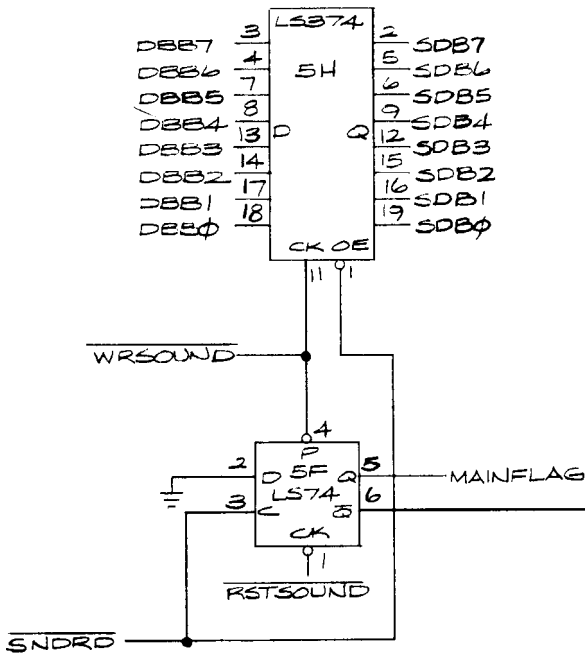 LS374
DBB7 3 2 SDB7
DBB6 4 5 SDB6
5H
DBB5 7 6 SDB5
DBB4 8 9 SDB4
D Q
DBB3 13 12 SDB3
DBB2 14 15 SDB2
DBB1 17 16 SDB1
DBB0 18 19 SDB0
CK OE
11 1
WRSOUND
4
P
2 D 5F Q 5 MAINFLAG
LS74
3 C Q 6
CK
1
RSTSOUND
SNDRD